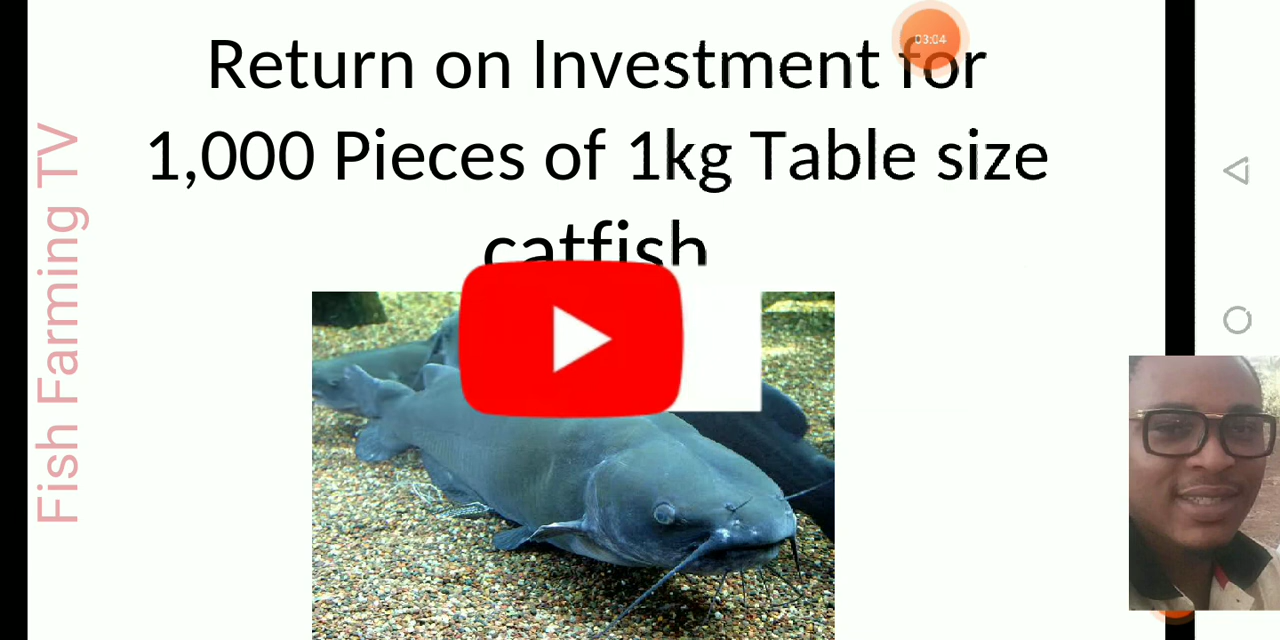 03:04
Return on Investment for
1,000 Pieces of 1kg Table size
catfish
Fish Farming TV